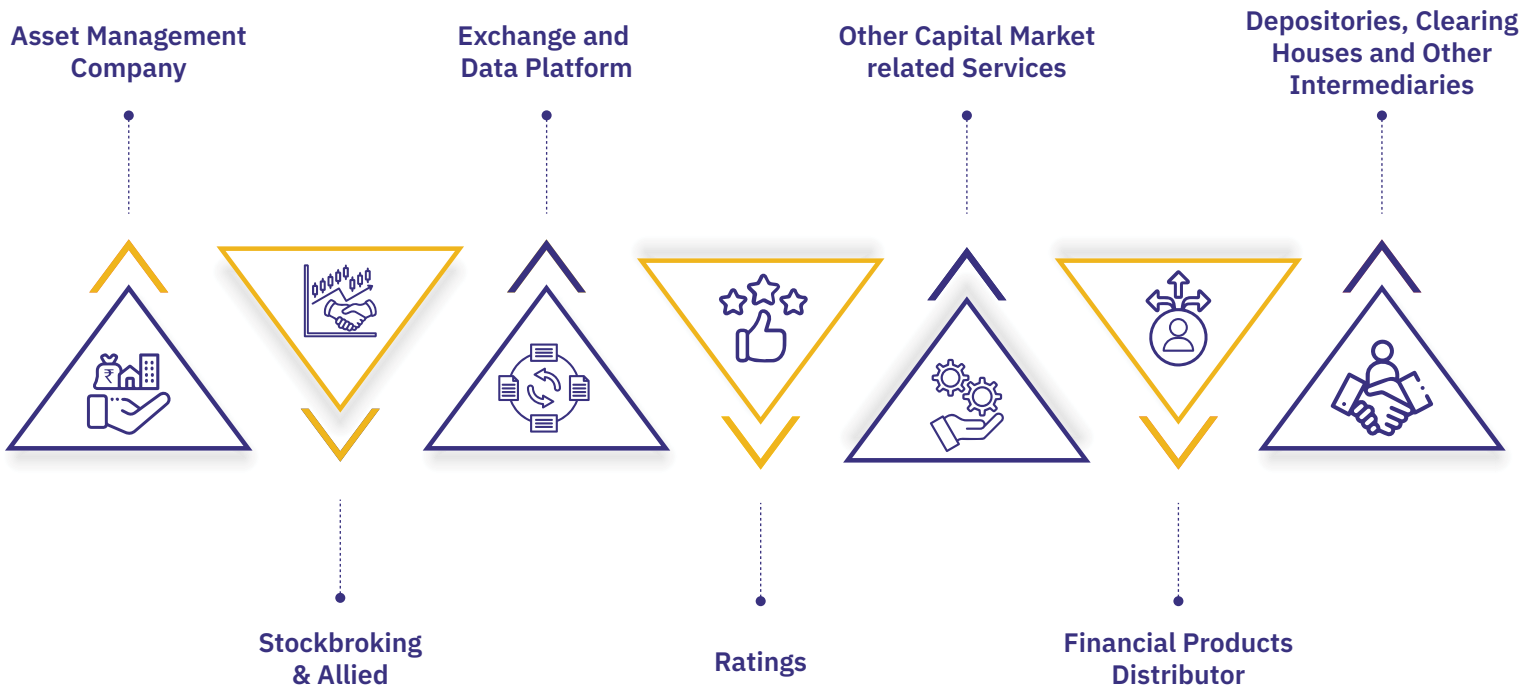 Asset Management
Company
Exchange and
Data Platform
Other Capital Market
related Services
Depositories, Clearing
Houses and Other
Intermediaries
₹
Stockbroking
& Allied
Ratings
Financial Products
Distributor